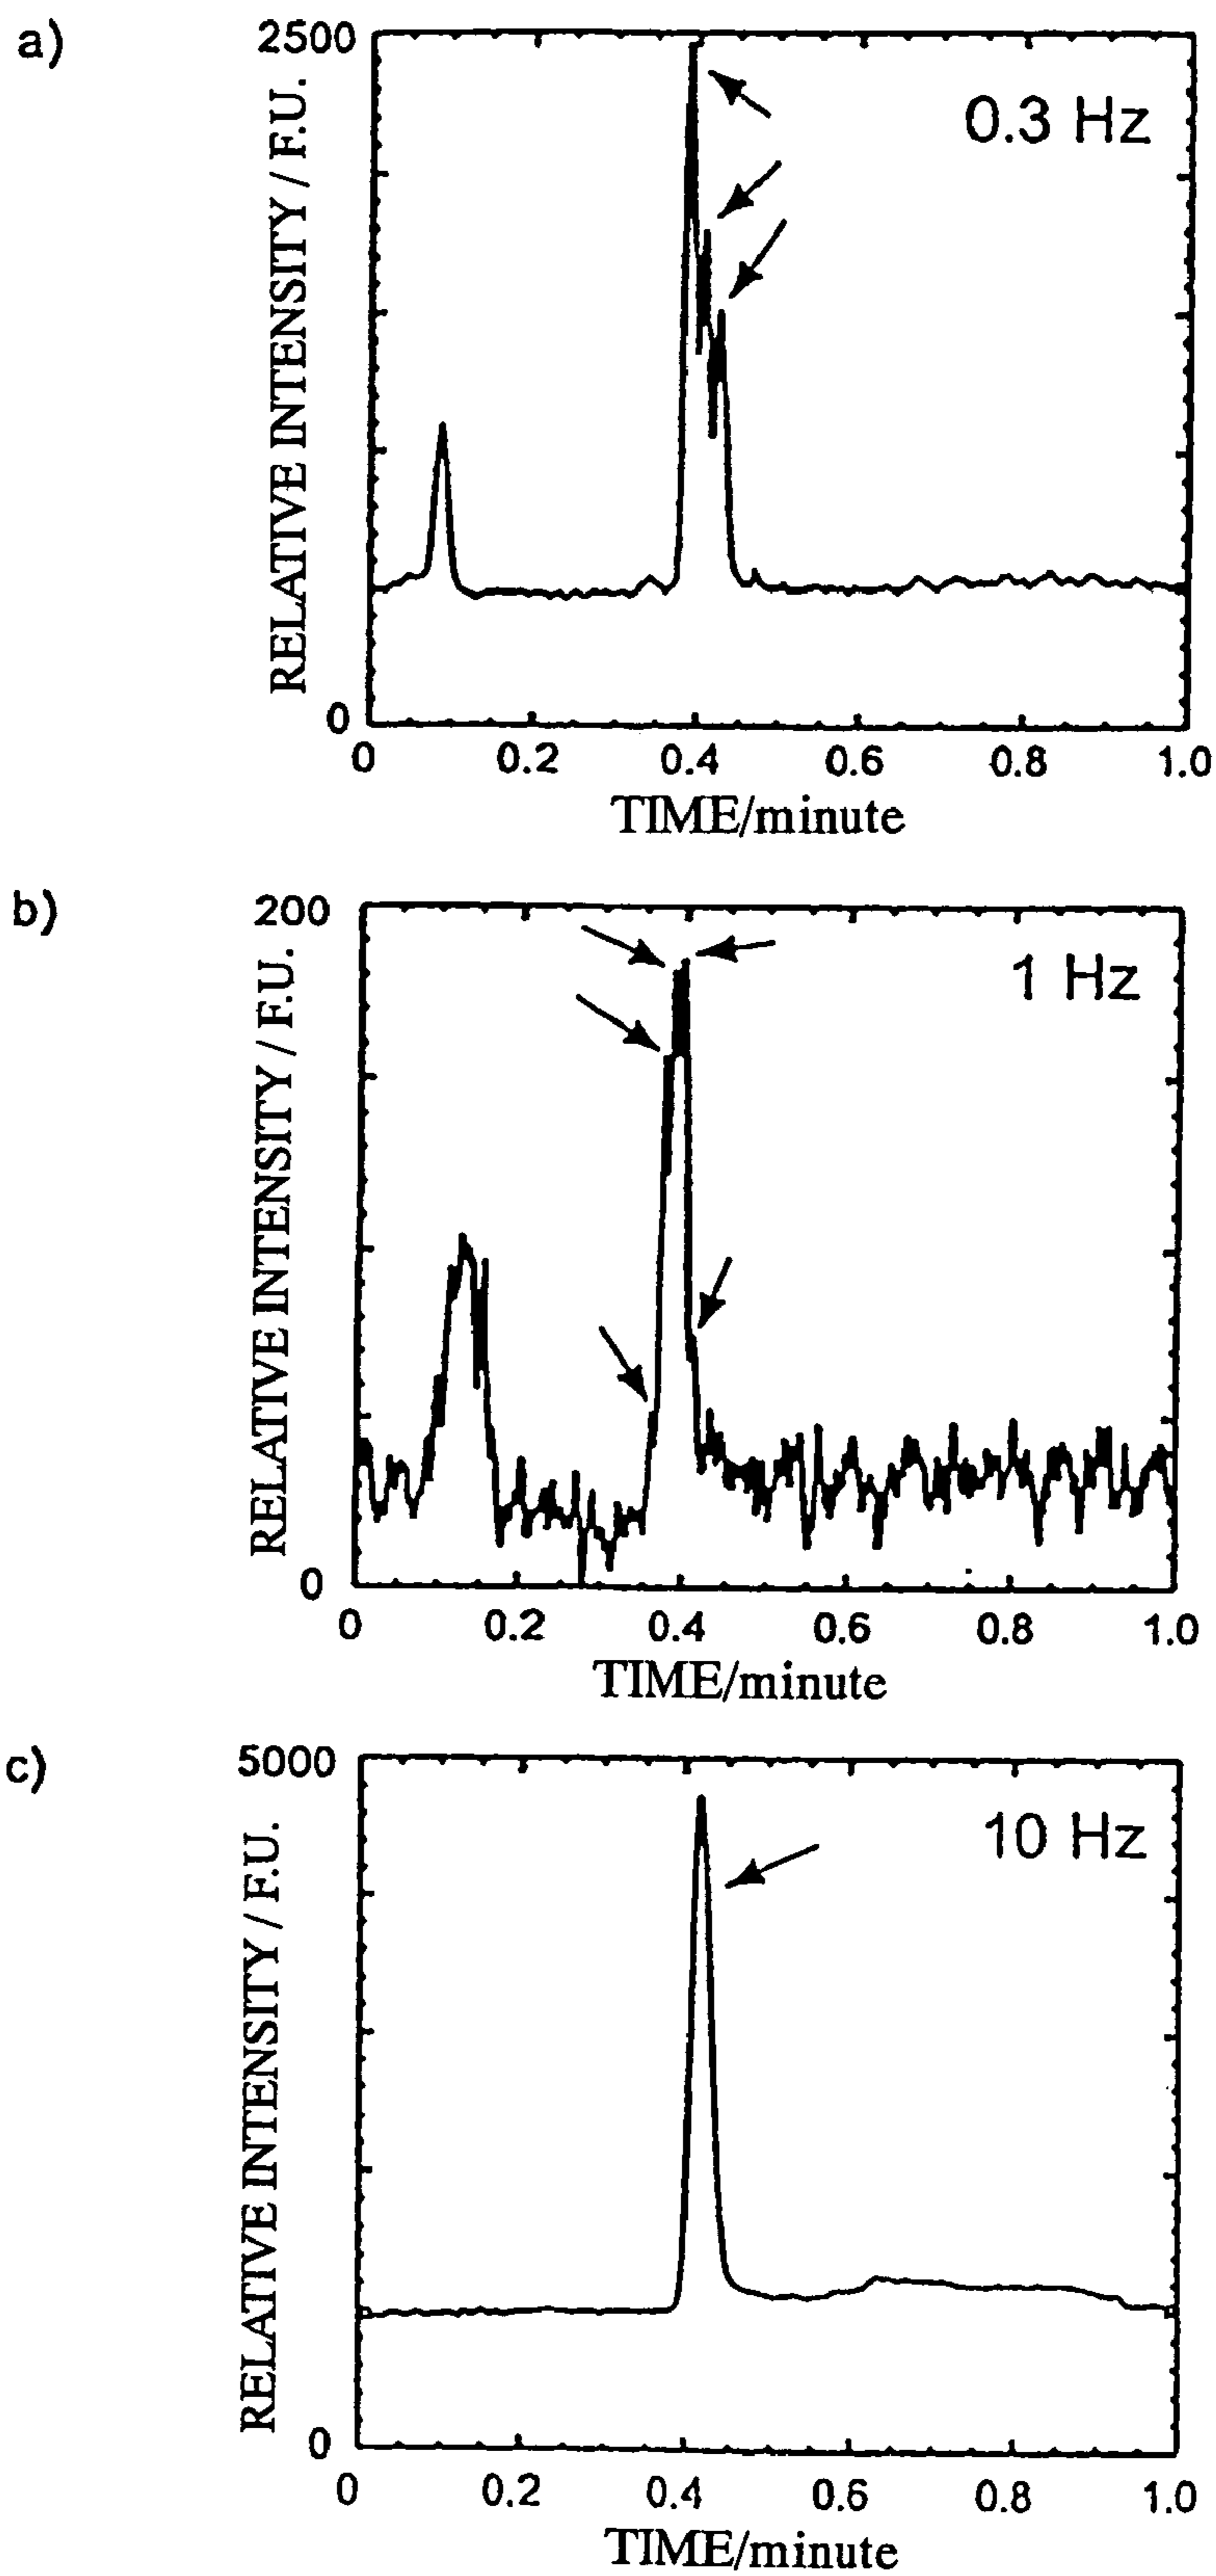 a)
2500
0.3 Hz
RELATIVE INTENSITY / F.U.
0
0 0.2 0.4 0.6 0.8 1.0
TIME/minute
b)
200
1 Hz
RELATIVE INTENSITY / F.U.
0
0 0.2 0.4 0.6 0.8 1.0
TIME/minute
c)
5000
10 Hz
RELATIVE INTENSITY / F.U.
0
0 0.2 0.4 0.6 0.8 1.0
TIME/minute